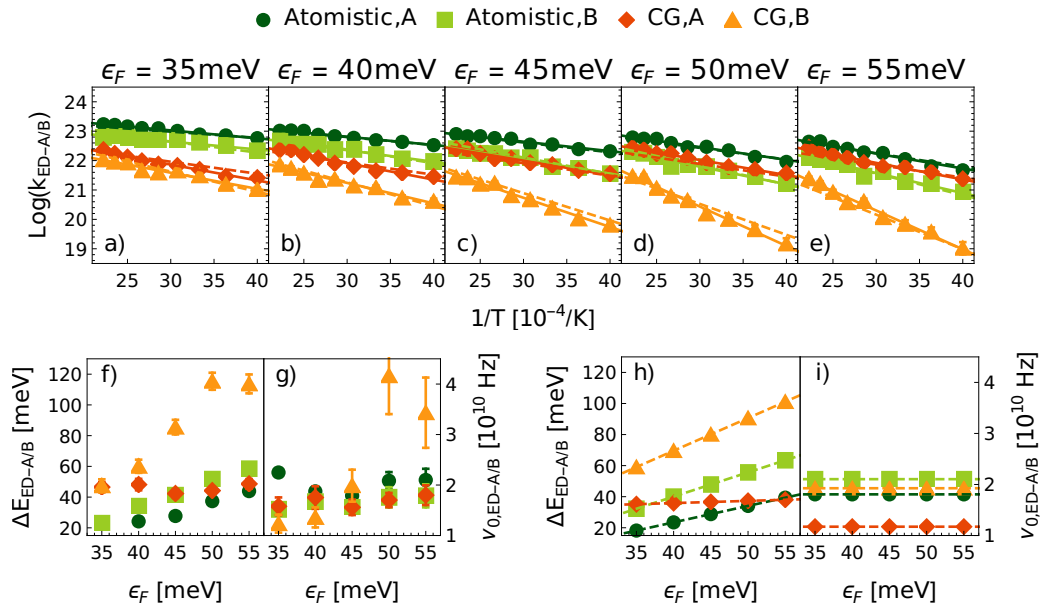 Atomistic,A Atomistic,B CG,A CG,B
ϵF = 35meV ϵF = 40meV ϵF = 45meV ϵF = 50meV ϵF = 55meV
Log(kED−A/B)
24
23
22
21
20
19
a) b) c) d) e)
25 30 35 40 25 30 35 40 25 30 35 40 25 30 35 40 25 30 35 40
1/T [10−4/K]
f) g) h) i)
ΔEED−A/B [meV]
120
100
80
60
40
20
4
3
2
1
ν0,ED−A/B [1010 Hz]
ΔEED−A/B [meV]
120
100
80
60
40
20
4
3
2
1
ν0,ED−A/B [1010 Hz]
35 40 45 50 55 35 40 45 50 55 35 40 45 50 55 35 40 45 50 55
ϵF [meV] ϵF [meV] ϵF [meV] ϵF [meV]